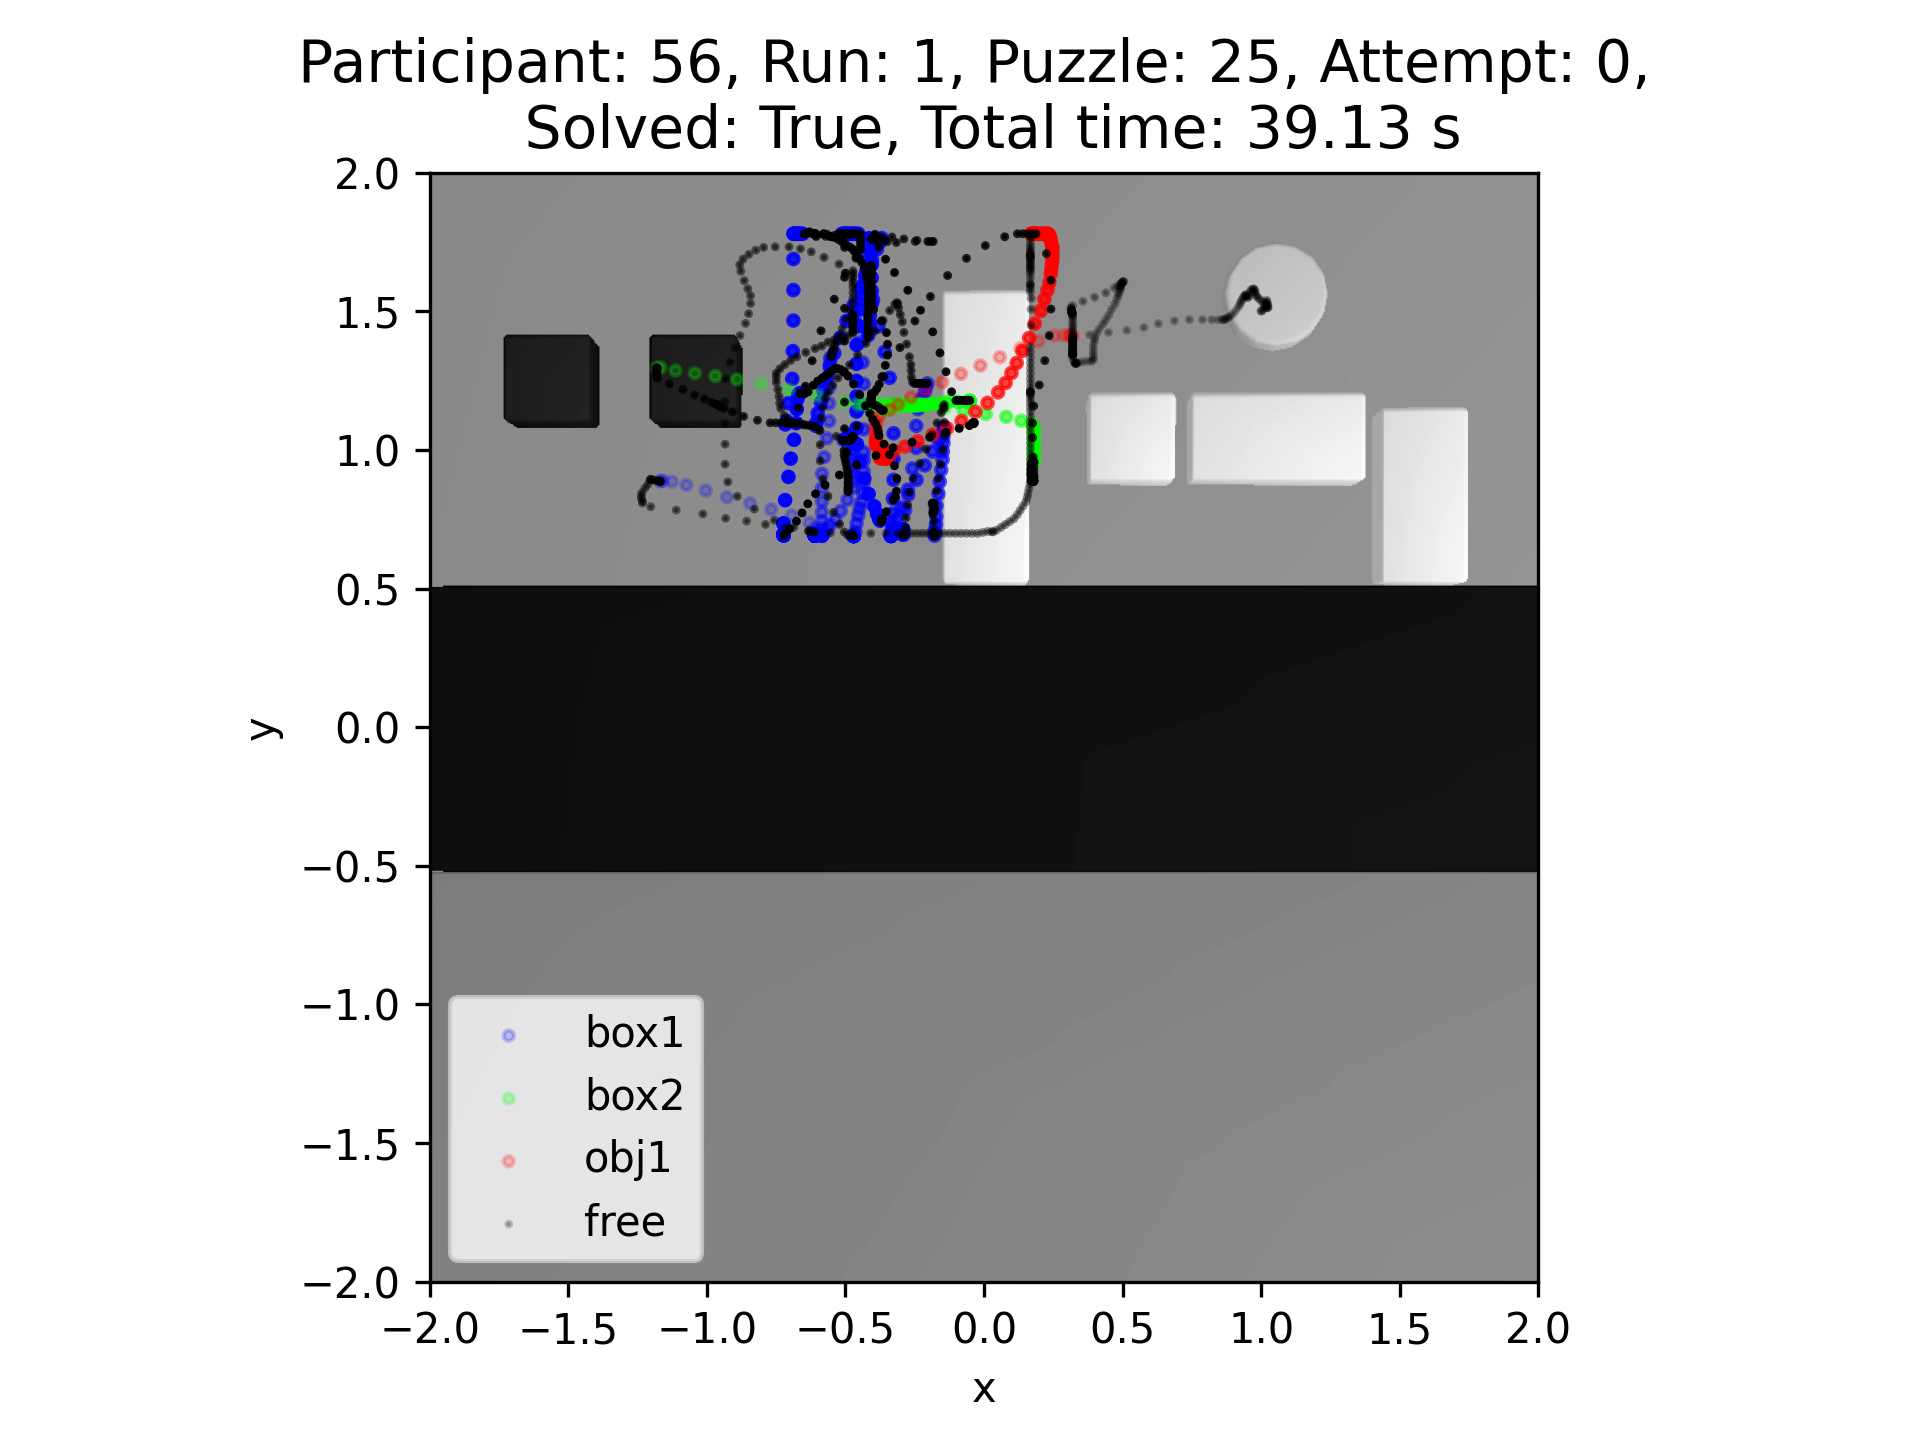 Participant: 56, Run: 1, Puzzle: 25, Attempt: 0,
Solved: True, Total time: 39.13 s
2.0
1.5
1.0
0.5
0.0
−0.5
−1.0
−1.5
−2.0
y
box1
box2
obj1
free
−2.0 −1.5 −1.0 −0.5 0.0 0.5 1.0 1.5 2.0
x